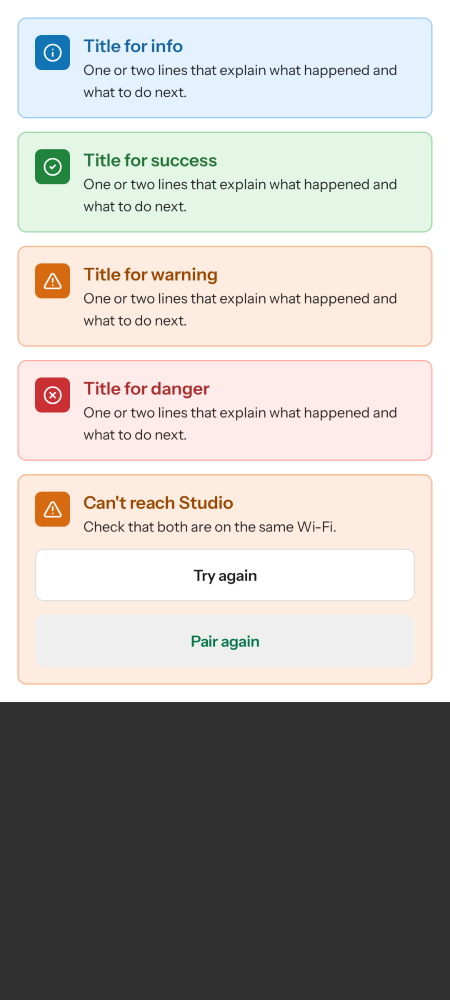 Title for info
One or two lines that explain what happened and
what to do next.
Title for success
One or two lines that explain what happened and
what to do next.
Title for warning
One or two lines that explain what happened and
what to do next.
Title for danger
One or two lines that explain what happened and
what to do next.
Can't reach Studio
Check that both are on the same Wi-Fi.
Try again
Pair again